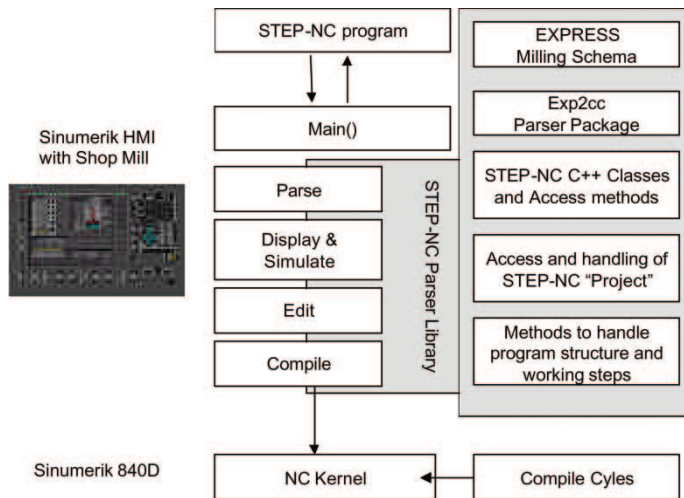 STEP-NC program
Main()
Sinumerik HMI
with Shop Mill
Parse
Display &
Simulate
Edit
Compile
STEP-NC Parser Library
EXPRESS
Milling Schema
Exp2cc
Parser Package
STEP-NC C++ Classes
and Access methods
Access and handling of
STEP-NC “Project”
Methods to handle
program structure and
working steps
Sinumerik 840D
NC Kernel
Compile Cyles